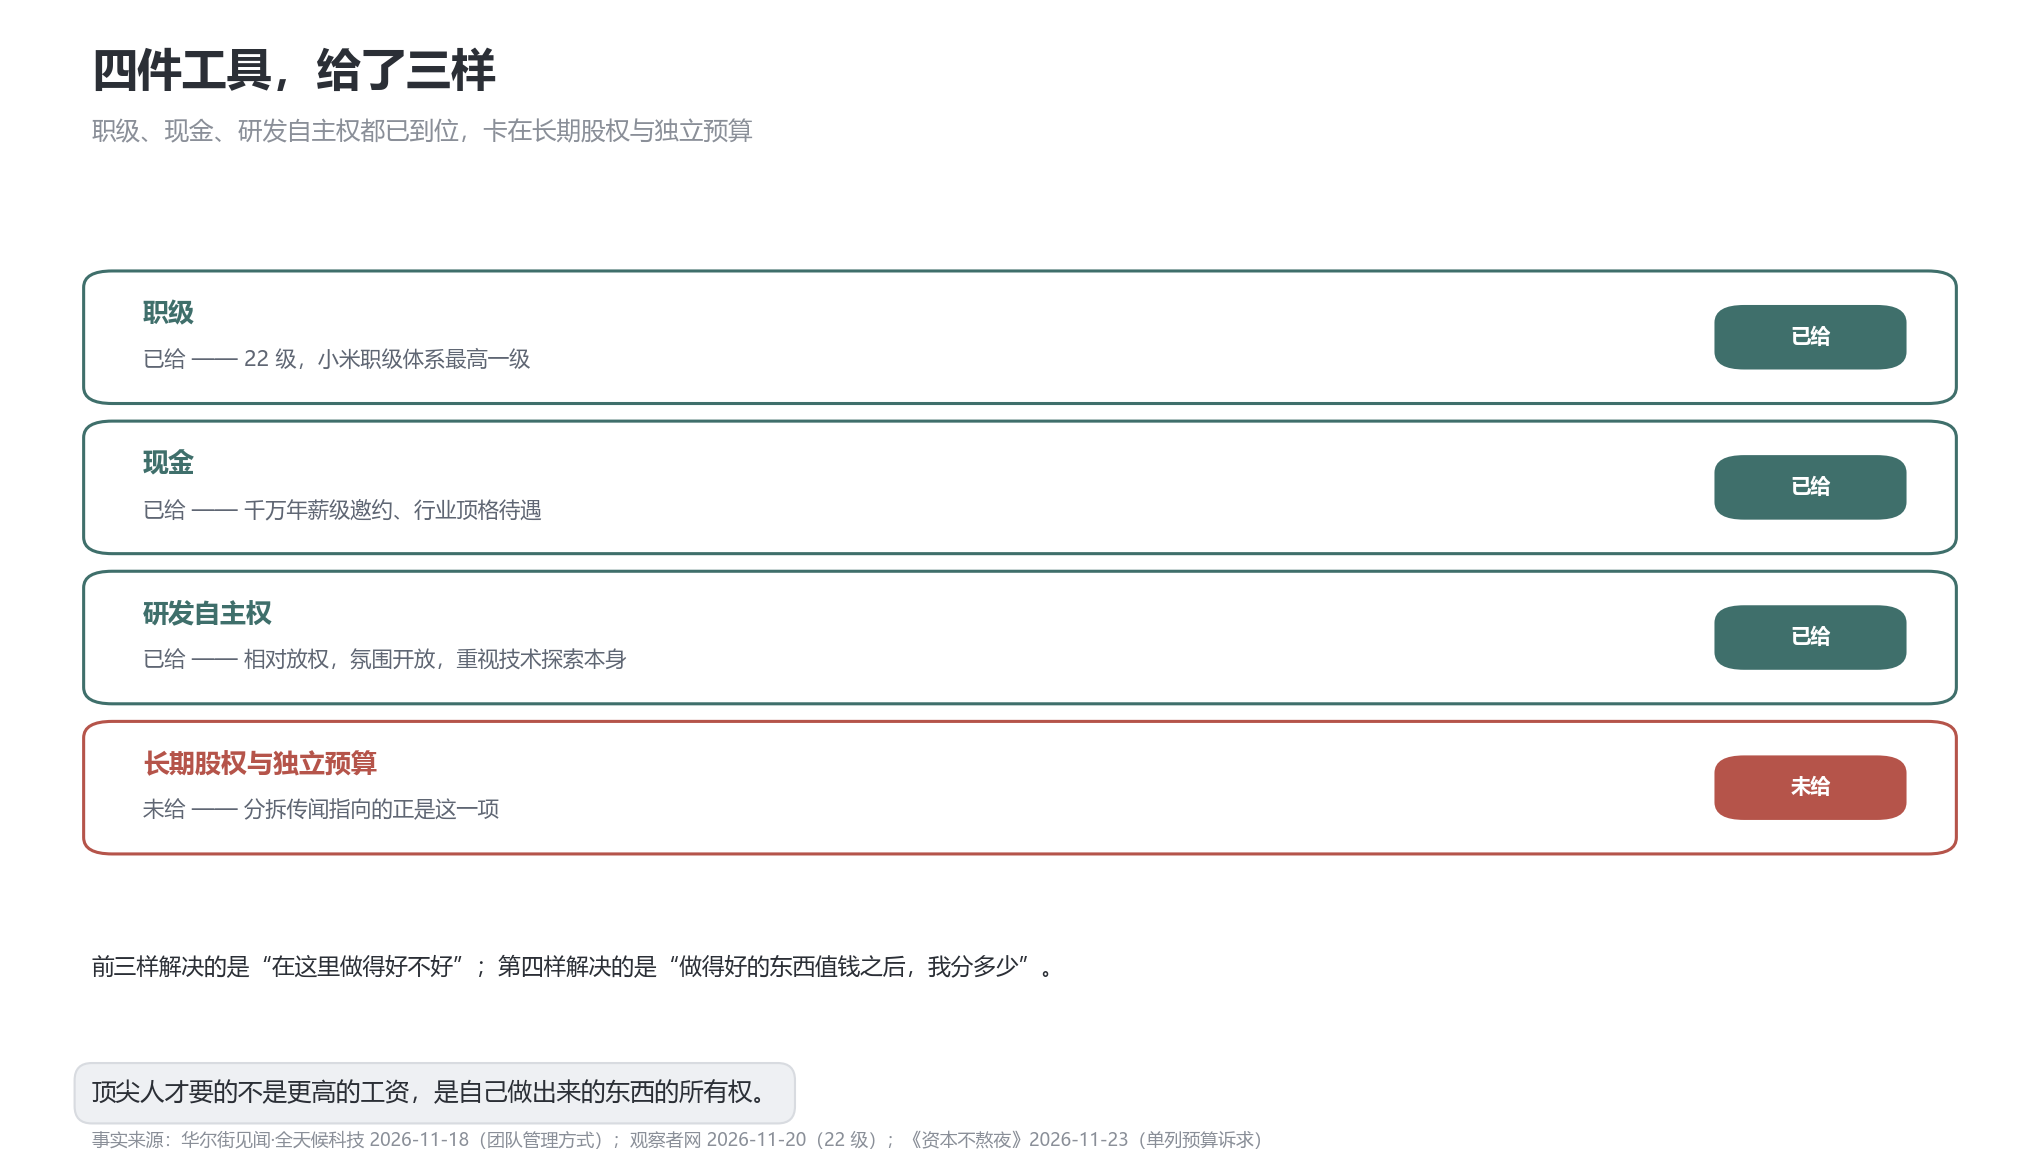 四件工具，给了三样
职级、现金、研发自主权都已到位，卡在长期股权与独立预算
职级
已给 —— 22 级，小米职级体系最高一级
已给
现金
已给 —— 千万年薪级邀约、行业顶格待遇
已给
研发自主权
已给 —— 相对放权，氛围开放，重视技术探索本身
已给
长期股权与独立预算
未给 —— 分拆传闻指向的正是这一项
未给
前三样解决的是“在这里做得好不好”；第四样解决的是“做得好的东西值钱之后，我分多少”。
顶尖人才要的不是更高的工资，是自己做出来的东西的所有权。
事实来源：华尔街见闻·全天候科技 2026-11-18（团队管理方式）；观察者网 2026-11-20（22 级）；《资本不熬夜》2026-11-23（单列预算诉求）